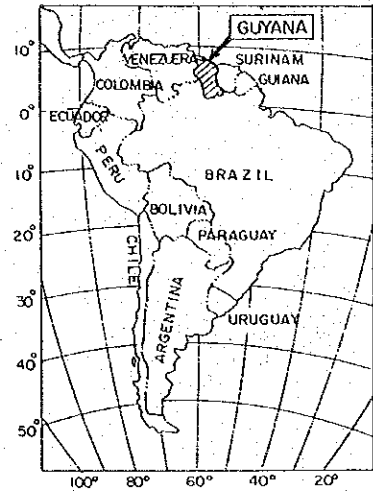 GUYANA
10°
VENEZUERA
SURINAM
COLOMBIA
GUIANA
0°
ECUADOR
PERU
BRAZIL
10°
BOLIVIA
20°
PARAGUAY
CHILE
30°
ARGENTINA
URUGUAY
40°
50°
100° 80° 60° 40° 20°